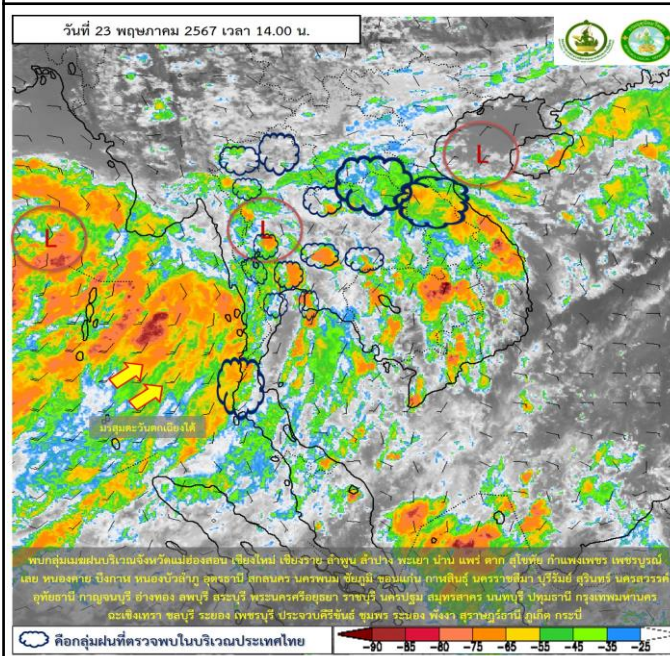 วันที่ 23 พฤษภาคม 2567 เวลา 14.00 น.
L
L
L
มรสุมตะวันตกเฉียงใต้
พบกลุ่มเมฆฝนบริเวณจังหวัดแม่ฮ่องสอน เชียงใหม่ เชียงราย ลำพูน ลำปาง พะเยา น่าน แพร่ ตาก สุโขทัย กำแพงเพชร เพชรบูรณ์
เลย หนองคาย บึงกาฬ หนองบัวลำภู อุดรธานี สกลนคร นครพนม ชัยภูมิ ขอนแก่น กาฬสินธุ์ นครราชสีมา บุรีรัมย์ สุรินทร์ นครสวรรค์
อุทัยธานี กาญจนบุรี อ่างทอง ลพบุรี สระบุรี พระนครศรีอยุธยา ราชบุรี นครปฐม สมุทรสาคร นนทบุรี ปทุมธานี กรุงเทพมหานคร
ฉะเชิงเทรา ชลบุรี ระยอง เพชรบุรี ประจวบคีรีขันธ์ ชุมพร ระนอง พังงา สุราษฎร์ธานี ภูเก็ต กระบี่
คือกลุ่มฝนที่ตรวจพบในบริเวณประเทศไทย
-90 -85 -80 -75 -65 -55 -45 -35 -25